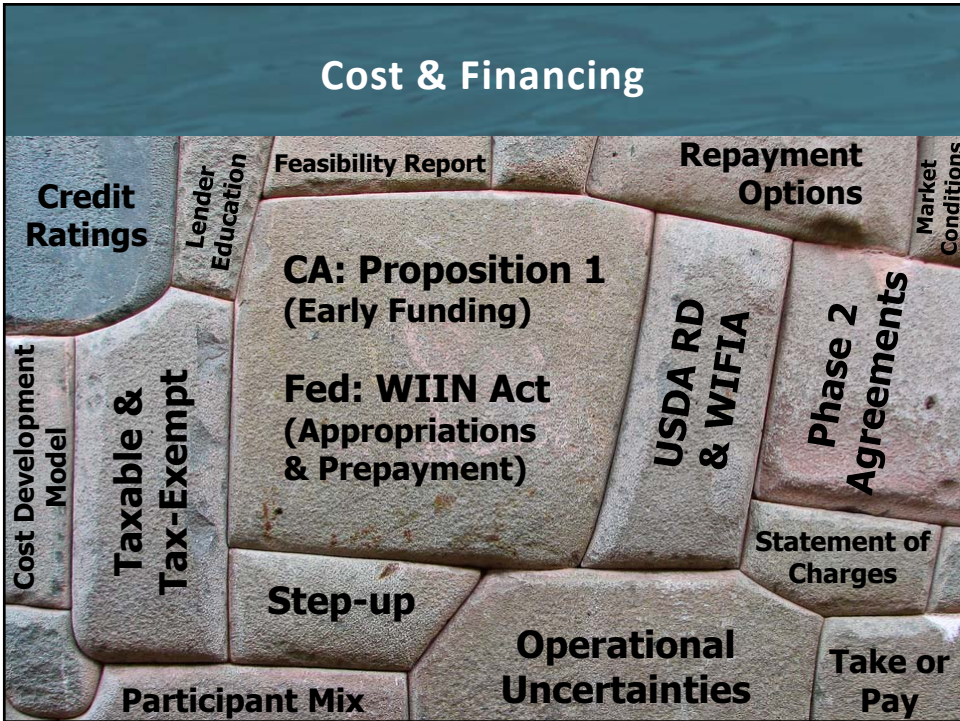 Cost & Financing
Credit
Ratings
Lender
Education
Feasibility Report
Repayment
Options
Market
Conditions
CA: Proposition 1
(Early Funding)
Fed: WIIN Act
(Appropriations
& Prepayment)
USDA RD
& WIFIA
Phase 2
Agreements
Cost Development
Model
Taxable &
Tax-Exempt
Step-up
Statement of
Charges
Participant Mix
Operational
Uncertainties
Take or
Pay